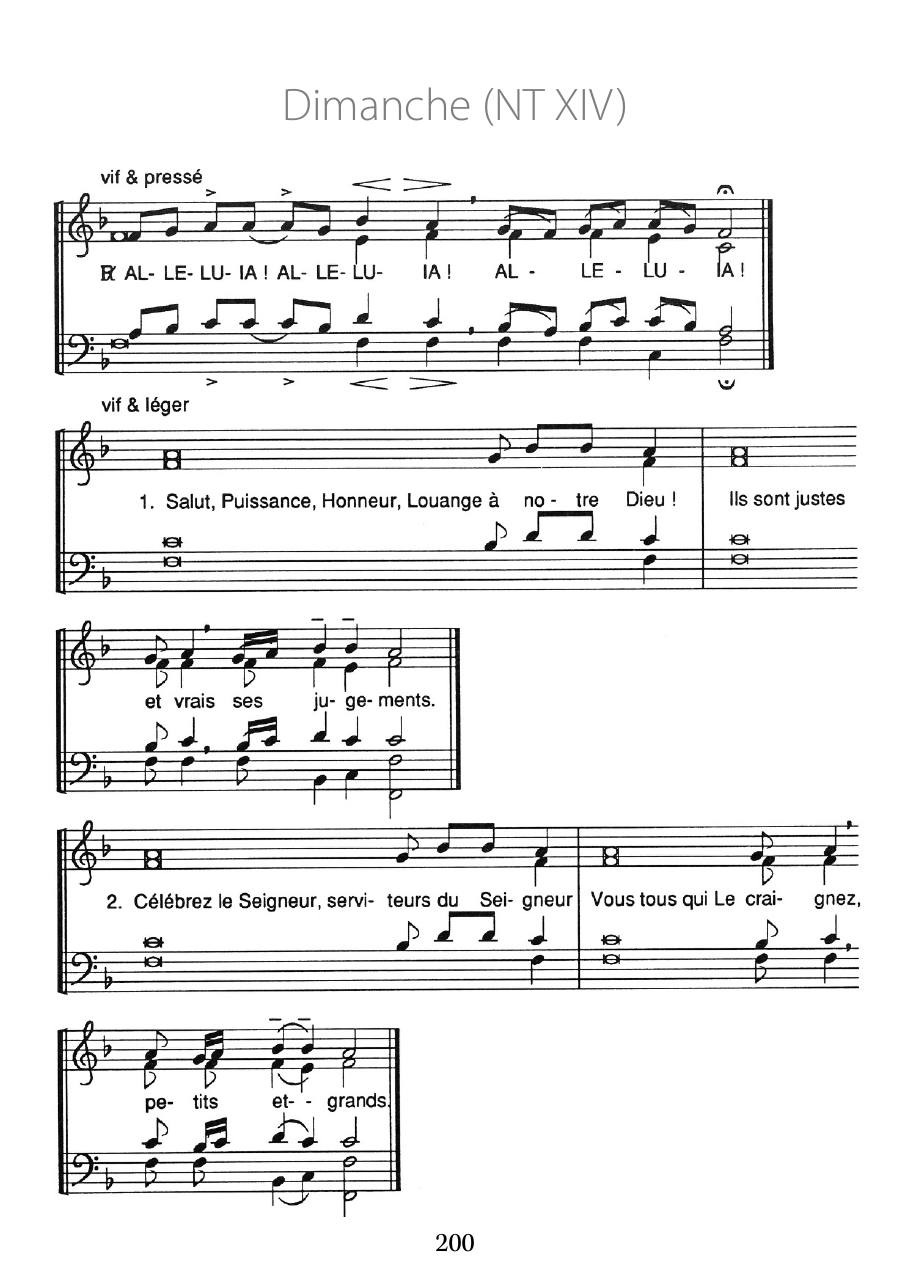 Dimanche (NT XIV)
vif & pressé
℟ AL- LE- LU- IA ! AL- LE- LU- IA ! AL - LE - LU - IA !
vif & léger
1. Salut, Puissance, Honneur, Louange à no- tre Dieu ! Ils sont justes
et vrais ses ju- ge- ments.
2. Célébrez le Seigneur, servi- teurs du Sei- gneur Vous tous qui Le crai- gnez,
pe- tits et- - grands.
200